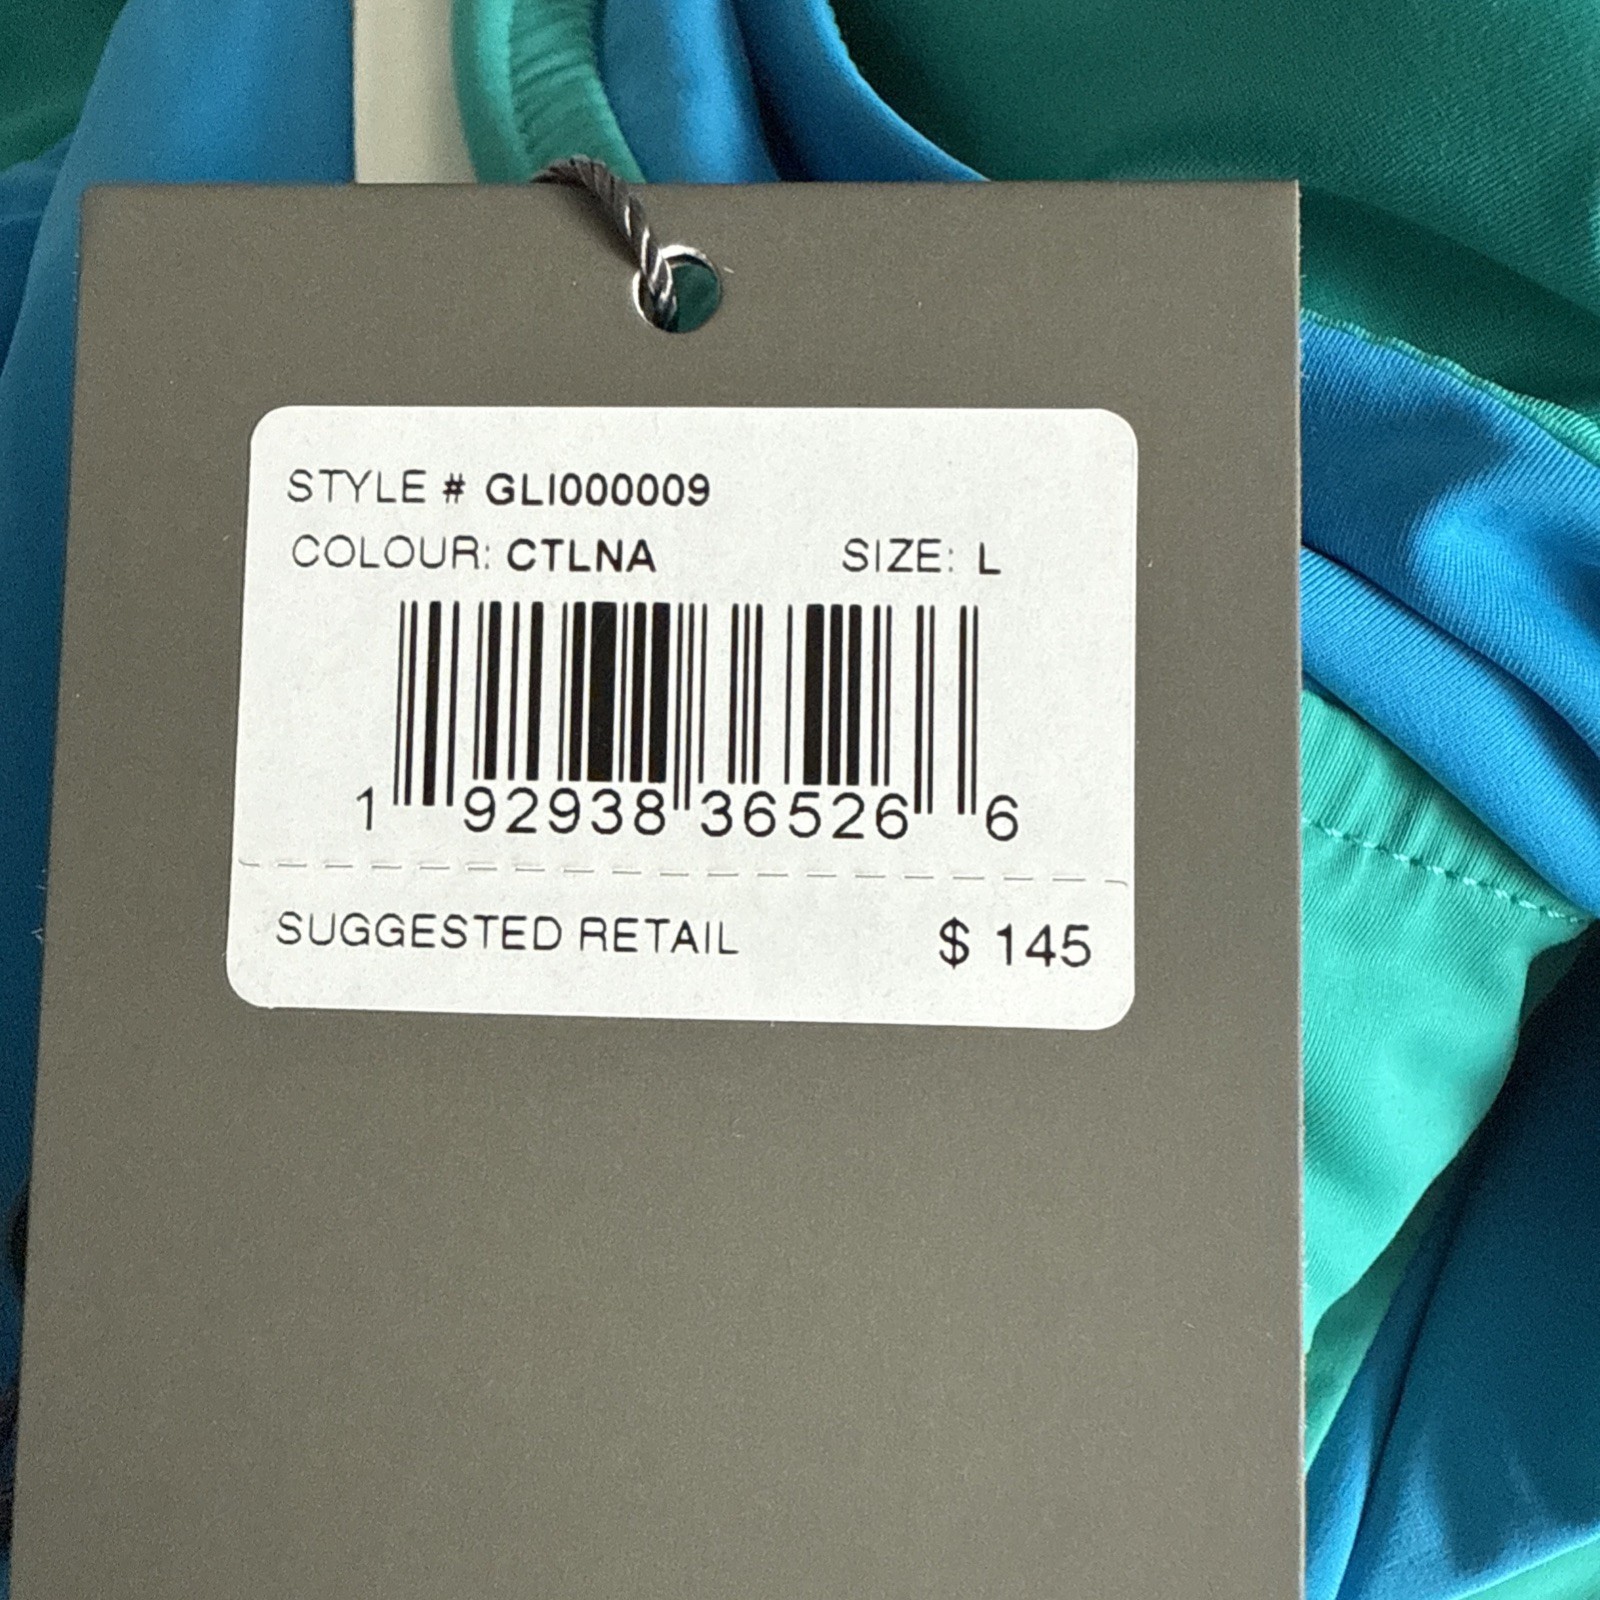 STYLE # GLI000009
COLOUR: CTLNA SIZE: L
1 92938 36526 6
SUGGESTED RETAIL $ 145